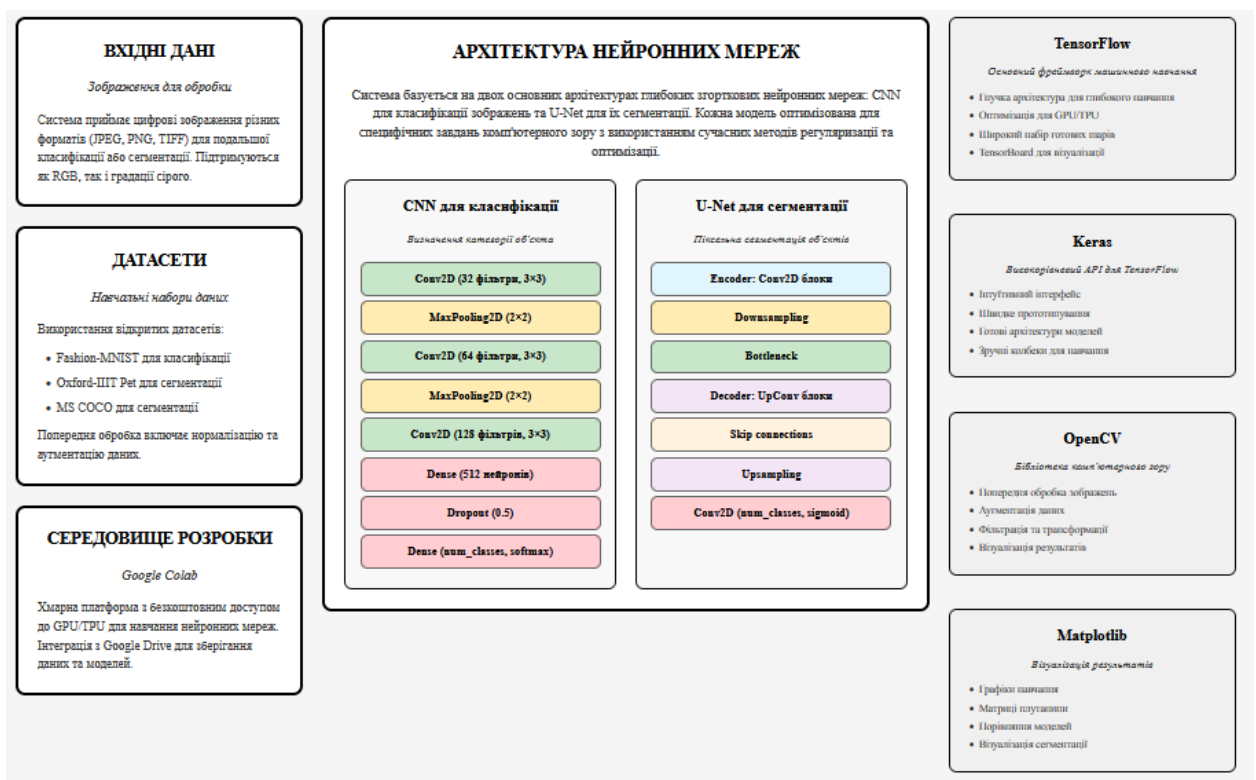 ВХІДНІ ДАНІ
Зображення для обробки
Система приймає цифрові зображення різних
форматів (JPEG, PNG, TIFF) для подальшої
класифікації або сегментації. Підтримуються
як RGB, так і градації сірого.
ДАТАСЕТИ
Навчальні набори даних
Використання відкритих датасетів:
• Fashion-MNIST для класифікації
• Oxford-IIIT Pet для сегментації
• MS COCO для сегментації
Попередня обробка включає нормалізацію та
аугментацію даних.
СЕРЕДОВИЩЕ РОЗРОБКИ
Google Colab
Хмарна платформа з безкоштовним доступом
до GPU/TPU для навчання нейронних мереж.
Інтеграція з Google Drive для зберігання
даних та моделей.
АРХІТЕКТУРА НЕЙРОННИХ МЕРЕЖ
Система базується на двох основних архітектурах глибоких згорткових нейронних мереж: CNN
для класифікації зображень та U-Net для їх сегментації. Кожна модель оптимізована для
специфічних завдань комп'ютерного зору з використанням сучасних методів регуляризації та
оптимізації.
CNN для класифікації
Визначення категорії об'єкта
Conv2D (32 фільтри, 3×3)
MaxPooling2D (2×2)
Conv2D (64 фільтри, 3×3)
MaxPooling2D (2×2)
Conv2D (128 фільтрів, 3×3)
Dense (512 нейронів)
Dropout (0.5)
Dense (num_classes, softmax)
U-Net для сегментації
Піксельна сегментація об'єктів
Encoder: Conv2D блоки
Downsampling
Bottleneck
Decoder: UpConv блоки
Skip connections
Upsampling
Conv2D (num_classes, sigmoid)
TensorFlow
Основний фреймворк машинного навчання
• Гнучка архітектура для глибокого навчання
• Оптимізація для GPU/TPU
• Широкий набір готових шарів
• TensorBoard для візуалізації
Keras
Високорівневий API для TensorFlow
• Інтуїтивний інтерфейс
• Швидке прототипування
• Готові архітектури моделей
• Зручні колбеки для навчання
OpenCV
Бібліотека комп'ютерного зору
• Попередня обробка зображень
• Аугментація даних
• Фільтрація та трансформації
• Візуалізація результатів
Matplotlib
Візуалізація результатів
• Графіки навчання
• Матриці плутанини
• Порівняння моделей
• Візуалізація сегментації